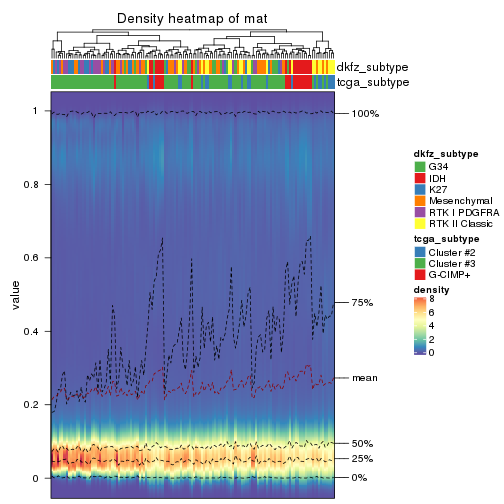 Density heatmap of mat
dkfz_subtype
tcga_subtype
1
0.8
0.6
0.4
0.2
0
value
100%
75%
mean
50%
25%
0%
dkfz_subtype
G34
IDH
K27
Mesenchymal
RTK I PDGFRA
RTK II Classic
tcga_subtype
Cluster #2
Cluster #3
G-CIMP+
density
8
6
4
2
0